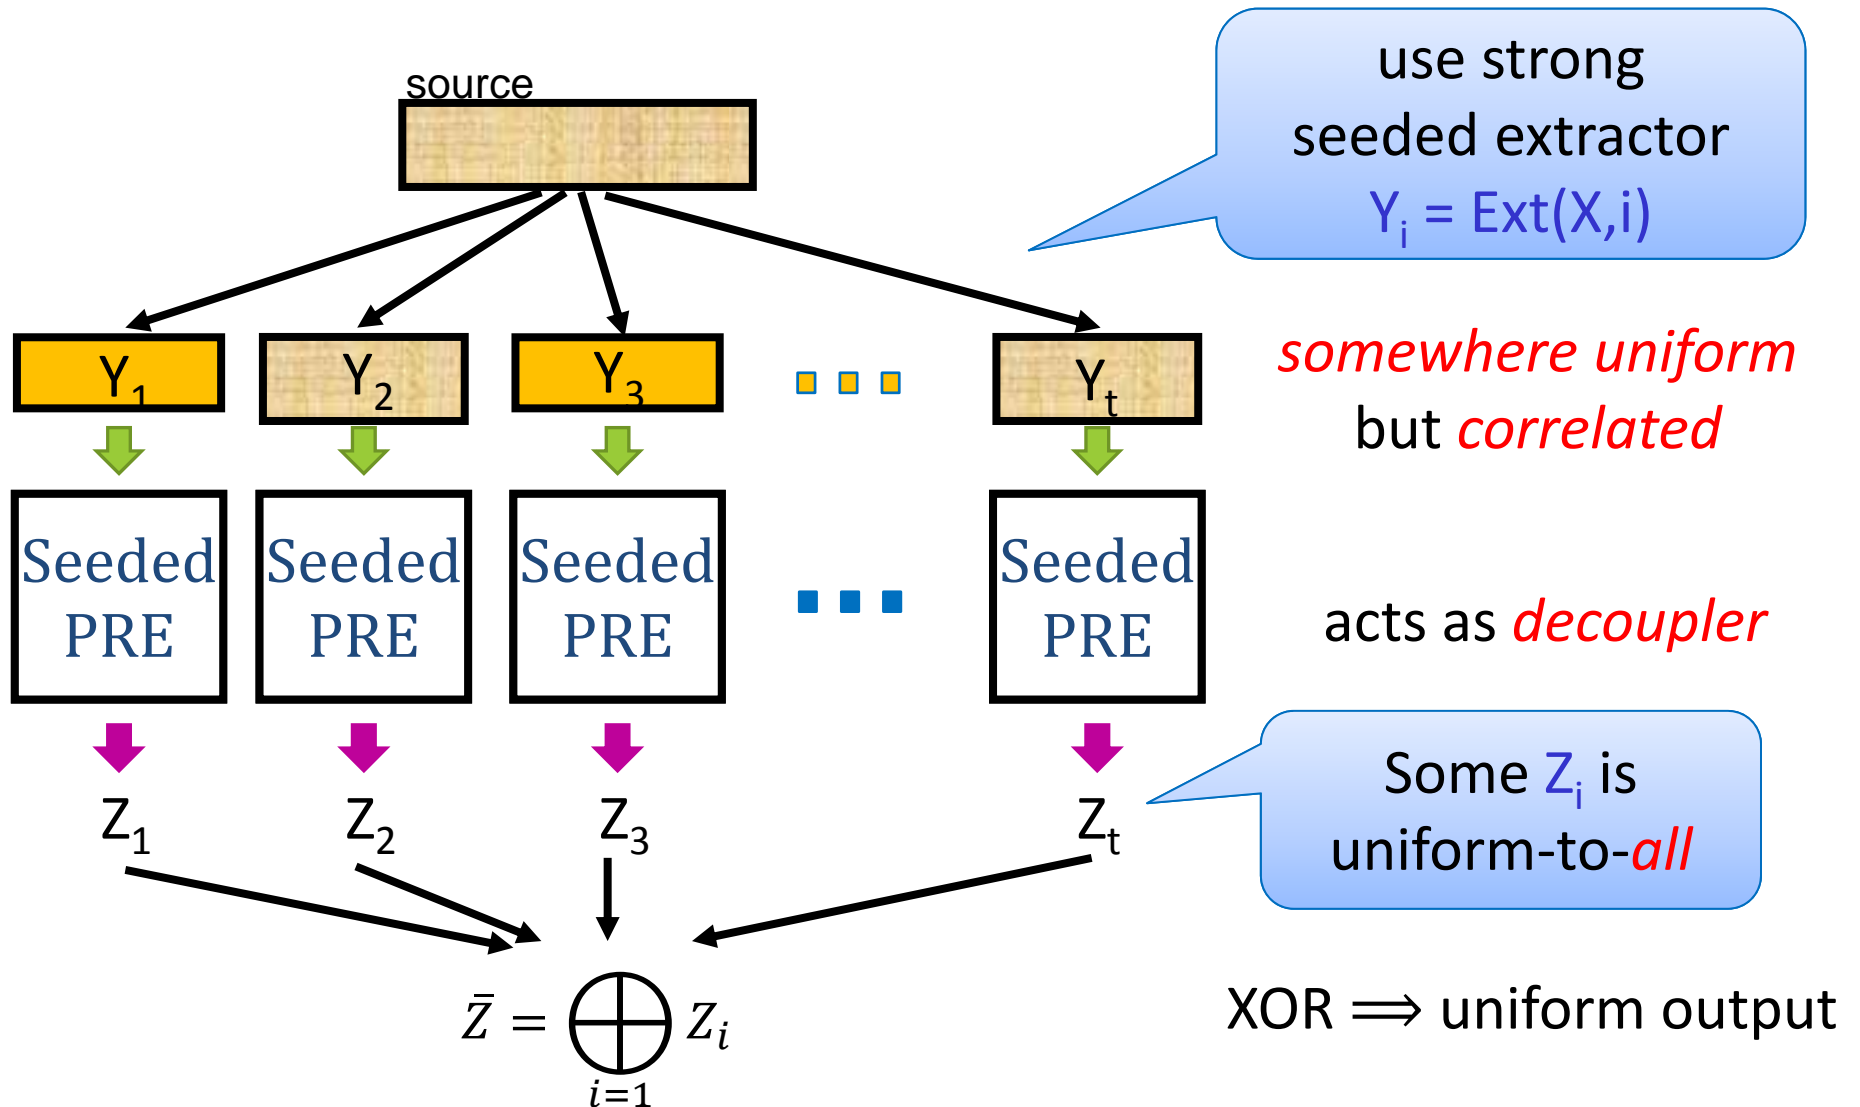 source
use strong
seeded extractor
Yᵢ = Ext(X,i)
Y₁ Y₂ Y₃ Yₜ
somewhere uniform
but correlated
Seeded PRE
Seeded PRE
Seeded PRE
Seeded PRE
acts as decoupler
Z₁ Z₂ Z₃ Zₜ
Some Zᵢ is
uniform-to-all
Z̄ = ⨁ Zᵢ
i=1
XOR ⟹ uniform output